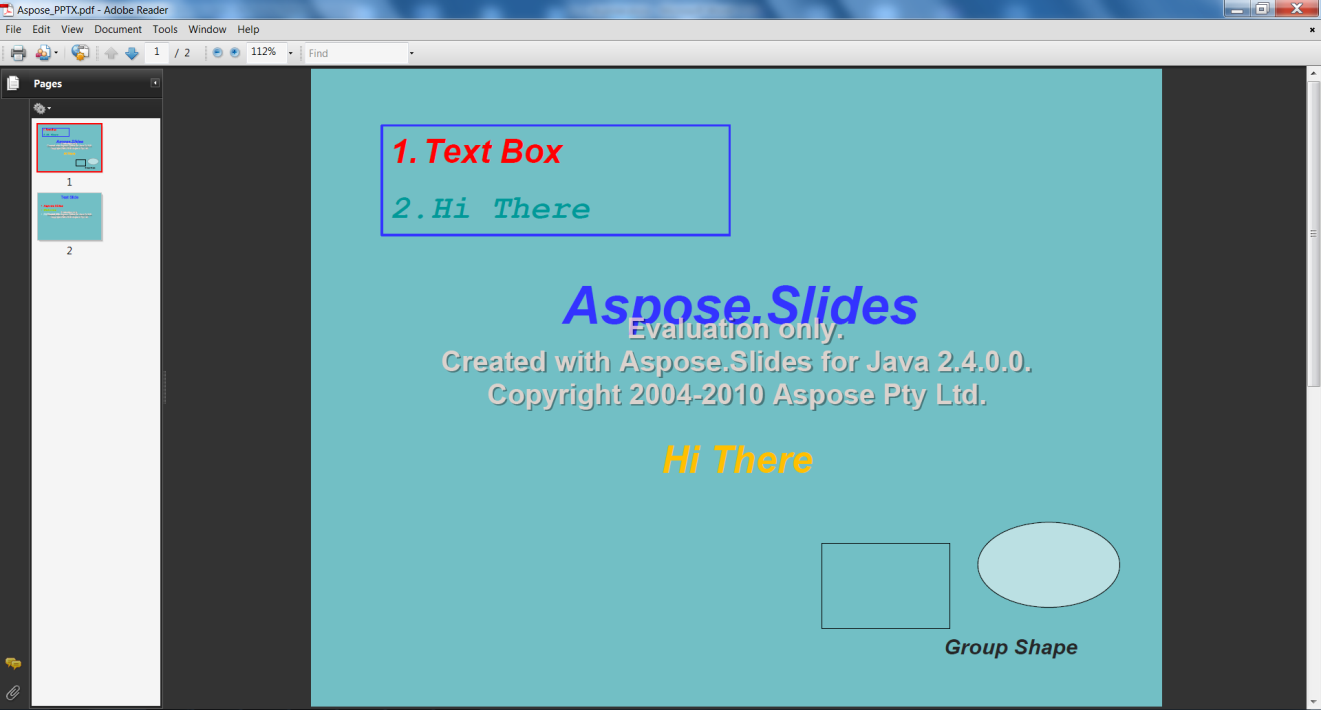 Aspose_PPTX.pdf - Adobe Reader
File Edit View Document Tools Window Help
1 / 2 112% Find
Pages
1
2
1. Text Box
2.Hi There
Aspose.Slides
Evaluation only.
Created with Aspose.Slides for Java 2.4.0.0.
Copyright 2004-2010 Aspose Pty Ltd.
Hi There
Group Shape